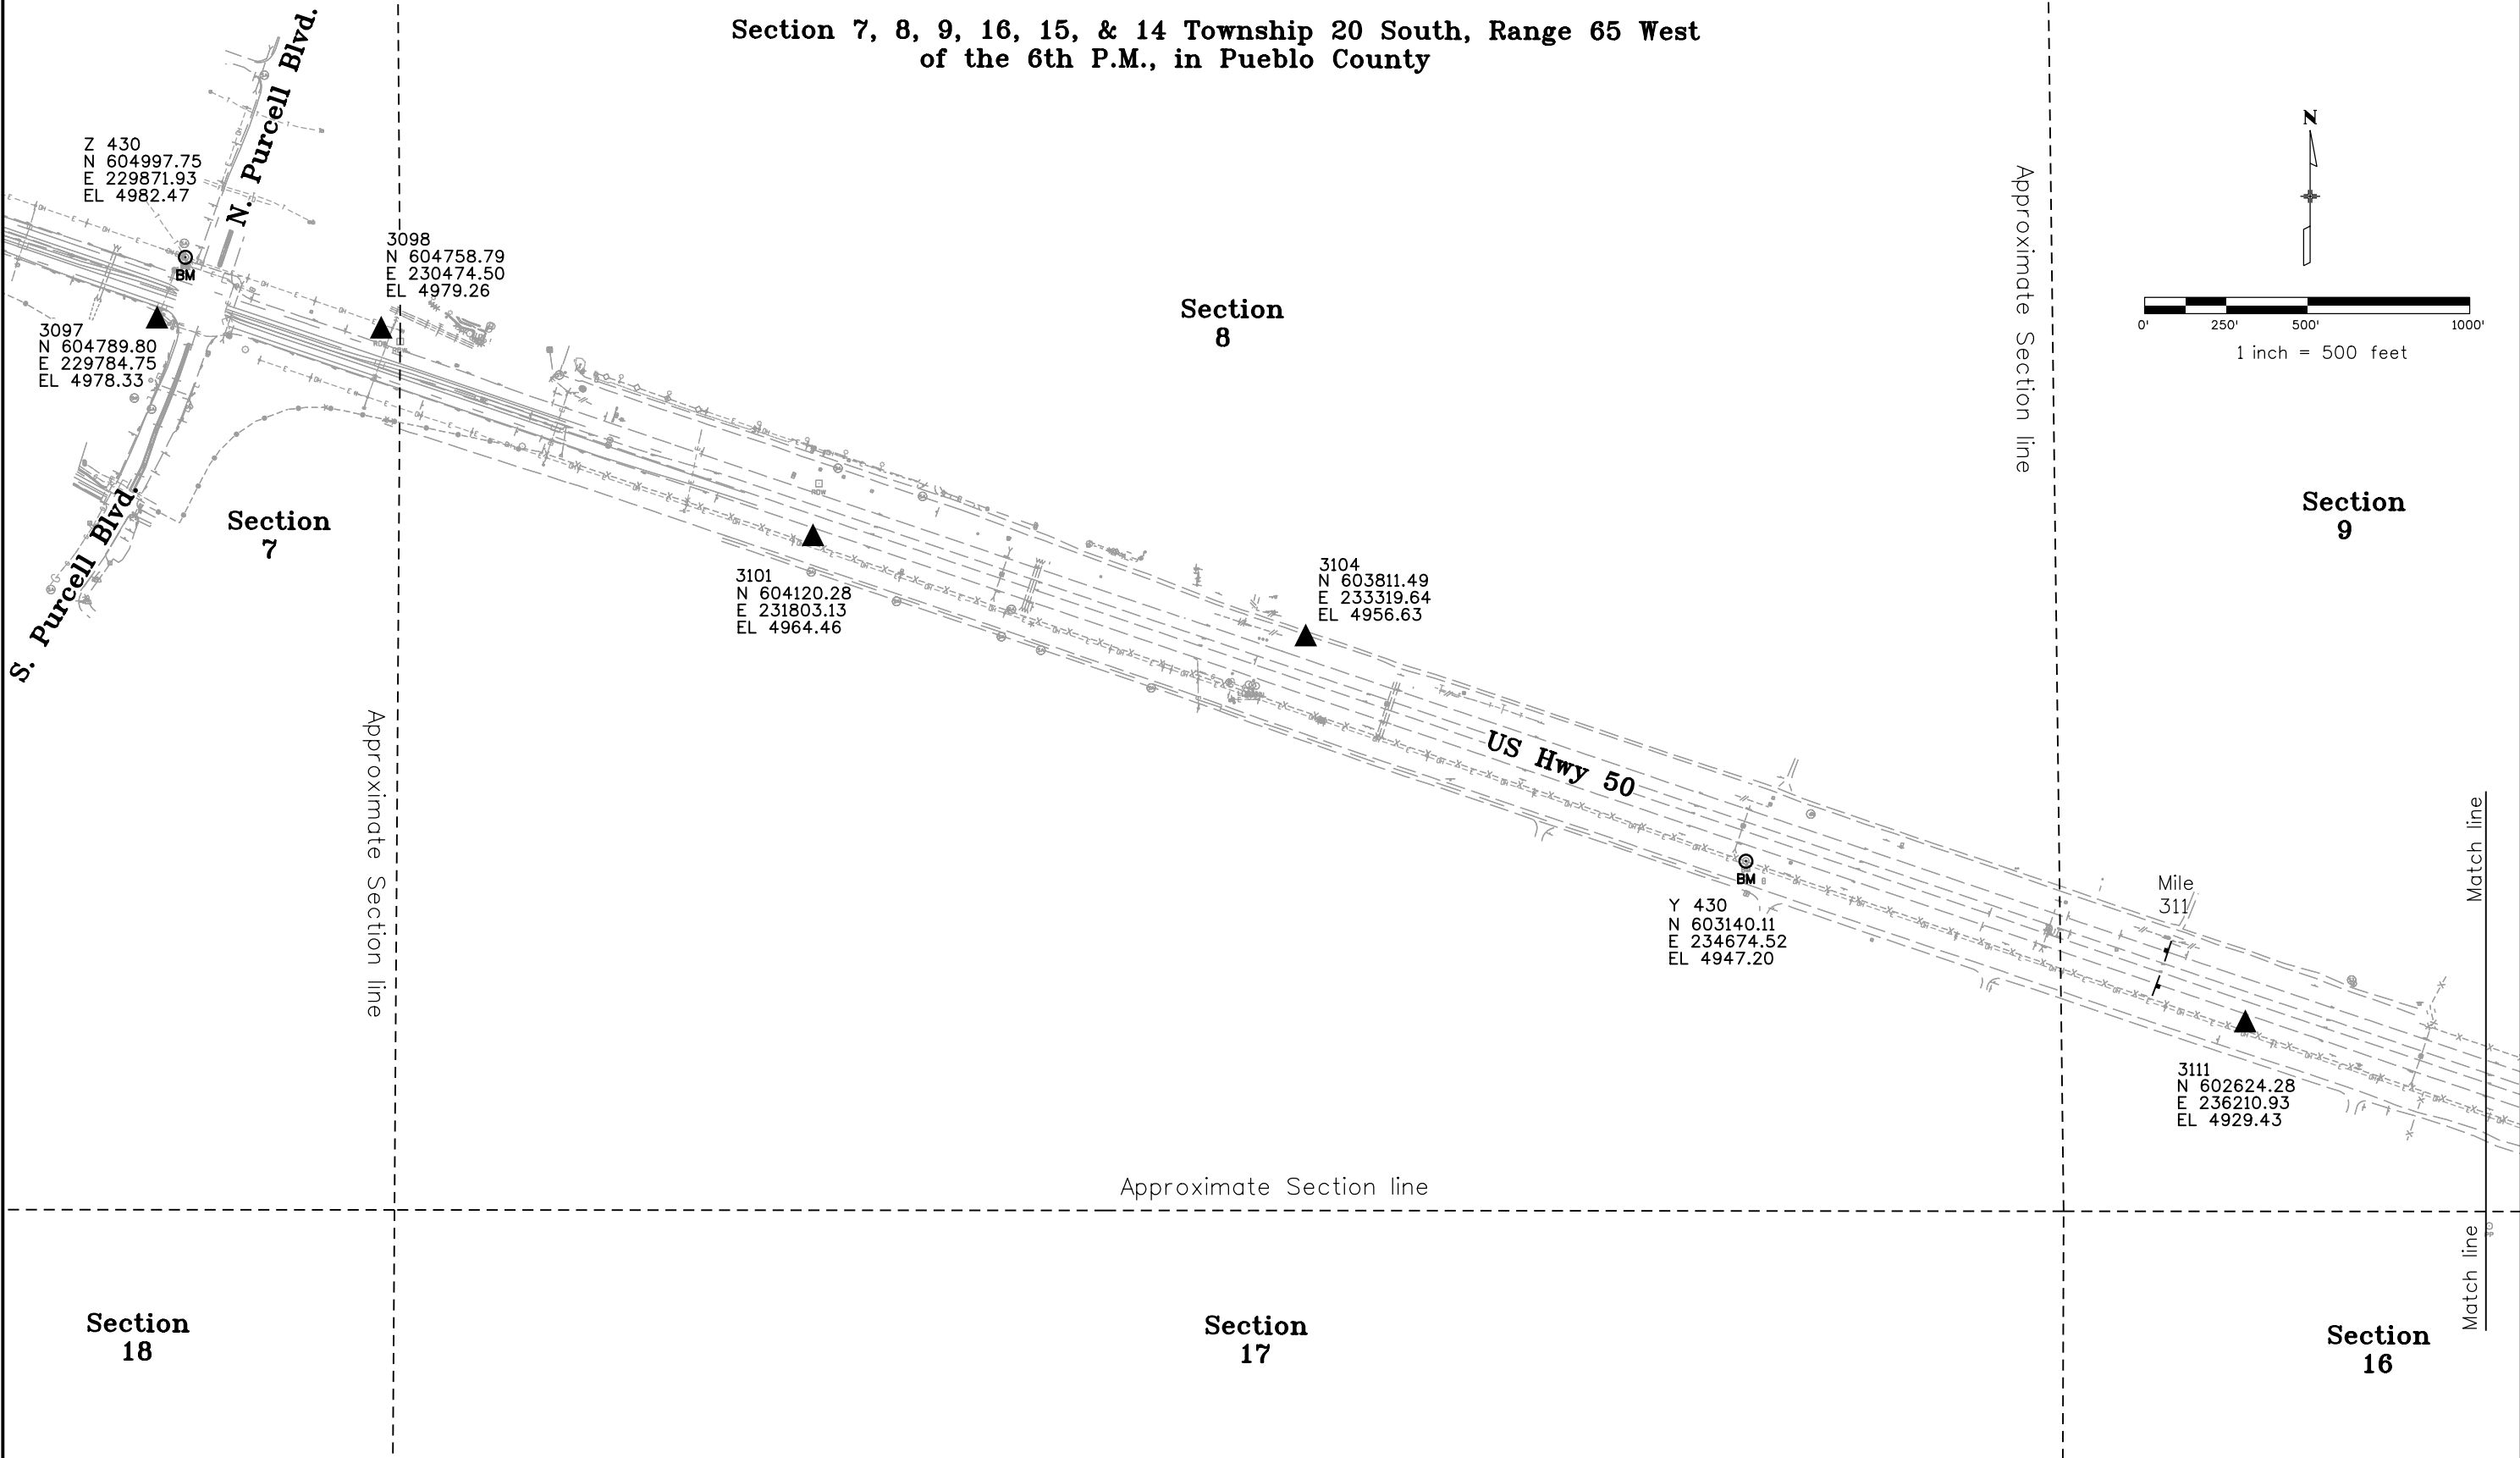 Section 7, 8, 9, 16, 15, & 14 Township 20 South, Range 65 West
of the 6th P.M., in Pueblo County
N. Purcell Blvd.
Z 430
N 604997.75
E 229871.93
EL 4982.47
BM
3098
N 604758.79
E 230474.50
EL 4979.26
3097
N 604789.80
E 229784.75
EL 4978.33
S. Purcell Blvd.
Section
7
Approximate Section line
Section
8
Approximate Section line
N
0'
250'
500'
1000'
1 inch = 500 feet
Section
9
ROW
3101
N 604120.28
E 231803.13
EL 4964.46
3104
N 603811.49
E 233319.64
EL 4956.63
US Hwy 50
BM
Y 430
N 603140.11
E 234674.52
EL 4947.20
Mile
311
Match line
3111
N 602624.28
E 236210.93
EL 4929.43
Approximate Section line
Match line
Section
18
Section
17
Section
16